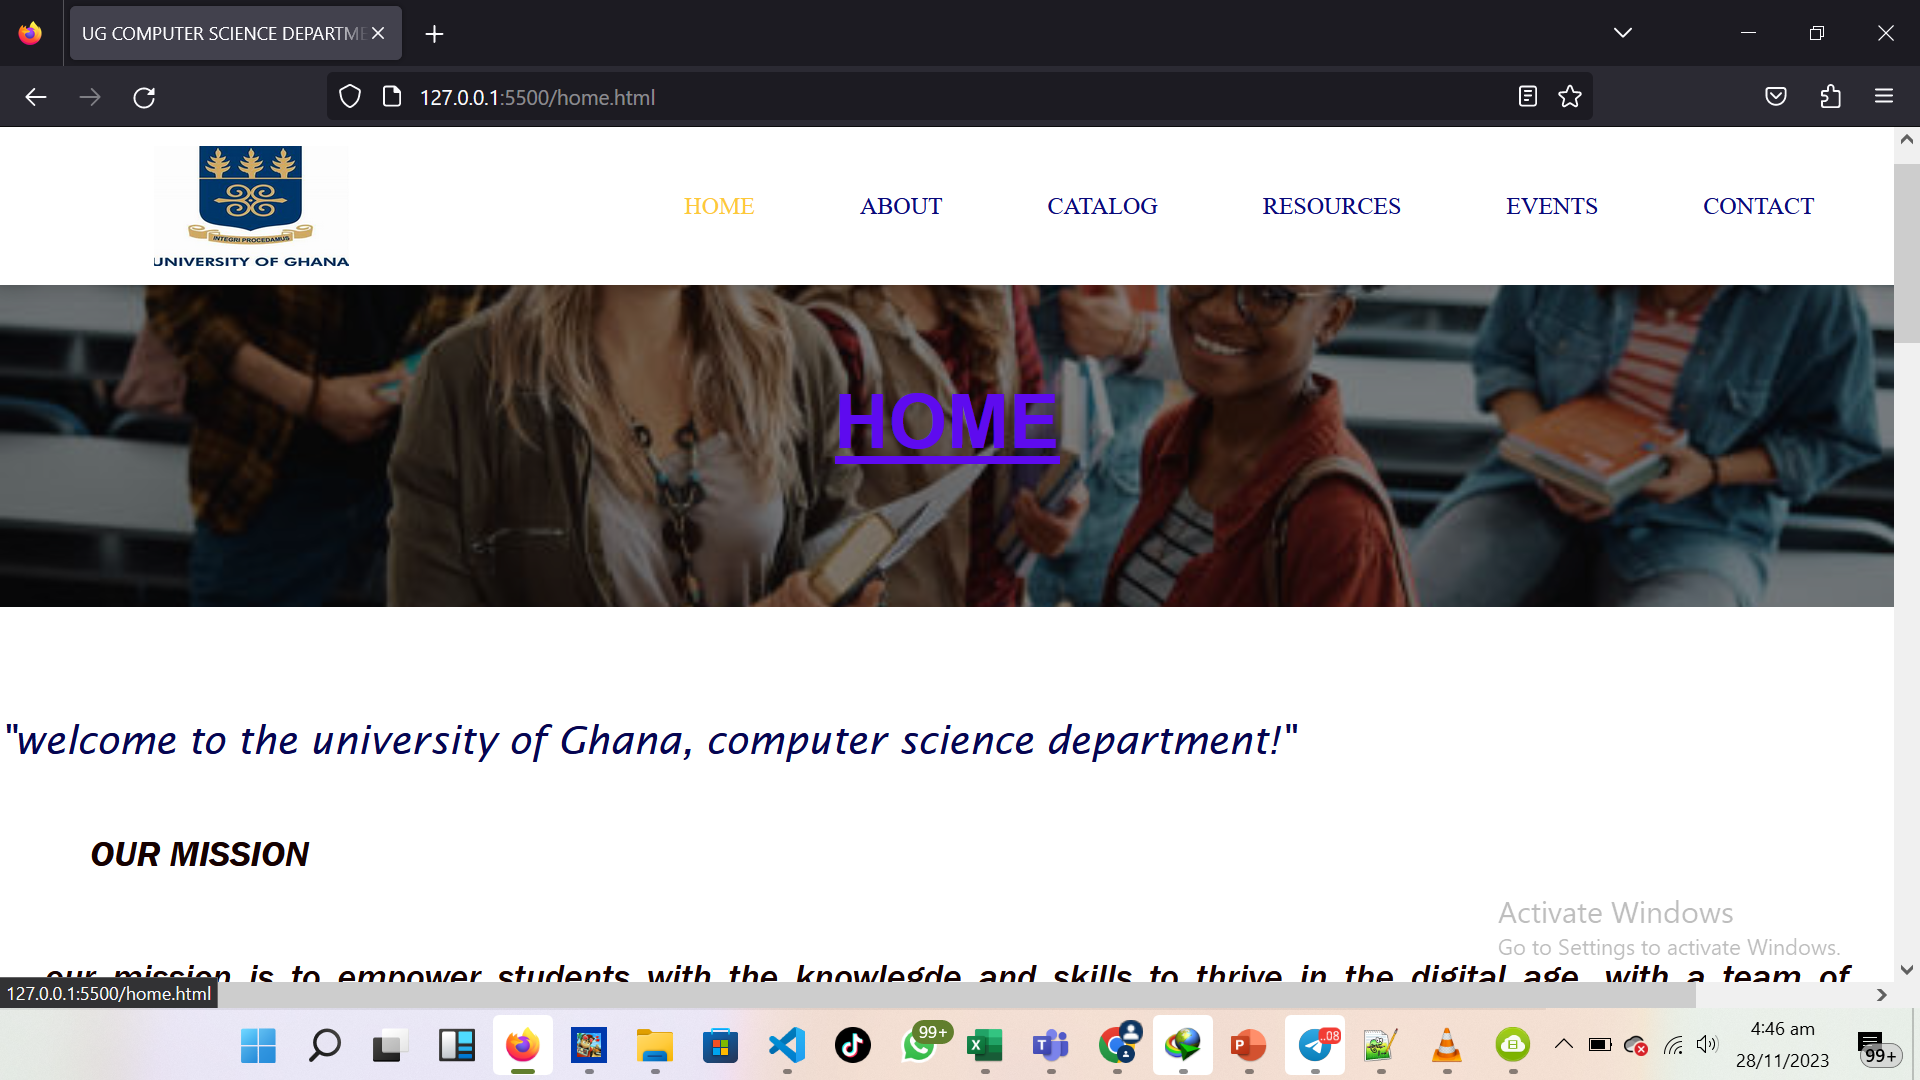 UG COMPUTER SCIENCE DEPARTME
127.0.0.1:5500/home.html
INTEGRI PROCEDAMUS
UNIVERSITY OF GHANA
HOME ABOUT CATALOG RESOURCES EVENTS CONTACT
HOME
"welcome to the university of Ghana, computer science department!"
OUR MISSION
our mission is to empower students with the knowlegde and skills to thrive in the digital age. with a team of
Activate Windows
Go to Settings to activate Windows.
127.0.0.1:5500/home.html
99+
.08
4:46 am
28/11/2023
99+